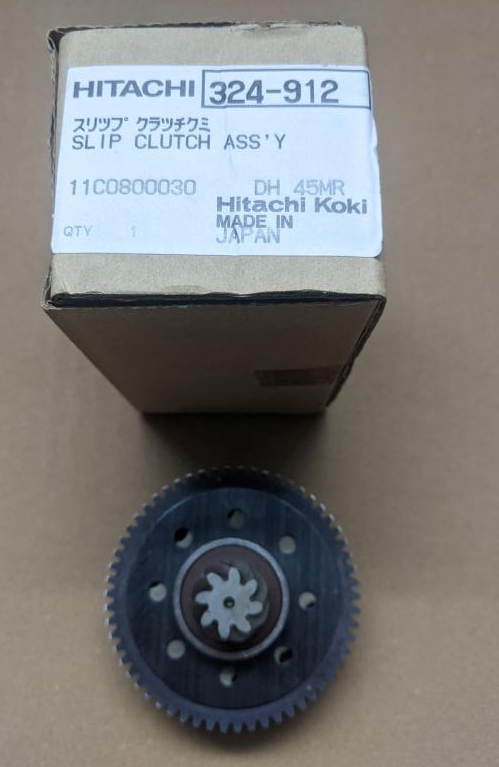 HITACHI 324-912
スリツプ クラツチクミ
SLIP CLUTCH ASS'Y
11C0800030 DH 45MR
Hitachi Koki
MADE IN
JAPAN
QTY 1